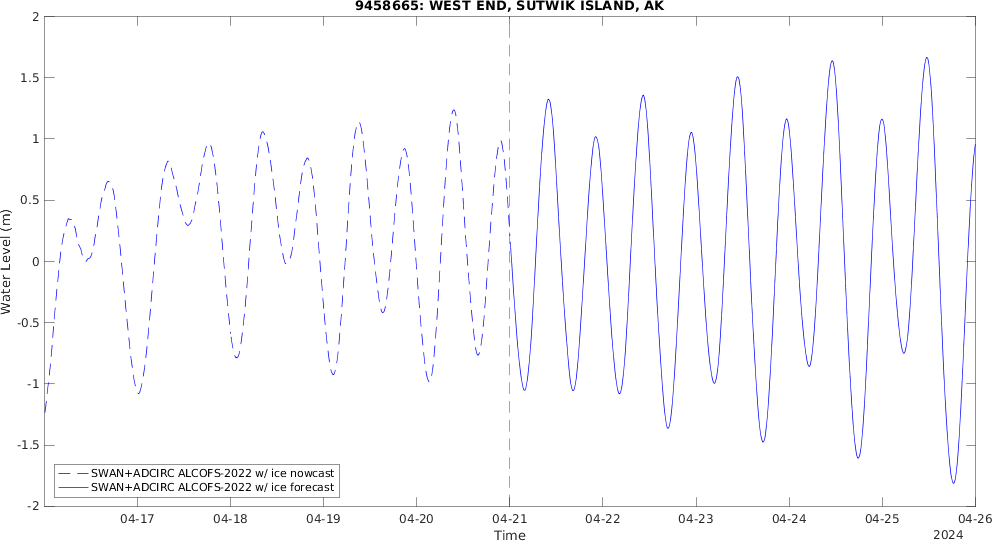 9458665: WEST END, SUTWIK ISLAND, AK
2
1.5
1
0.5
0
-0.5
-1
-1.5
-2
Water Level (m)
SWAN+ADCIRC ALCOFS-2022 w/ ice nowcast
SWAN+ADCIRC ALCOFS-2022 w/ ice forecast
04-17 04-18 04-19 04-20 04-21 04-22 04-23 04-24 04-25 04-26
Time
2024